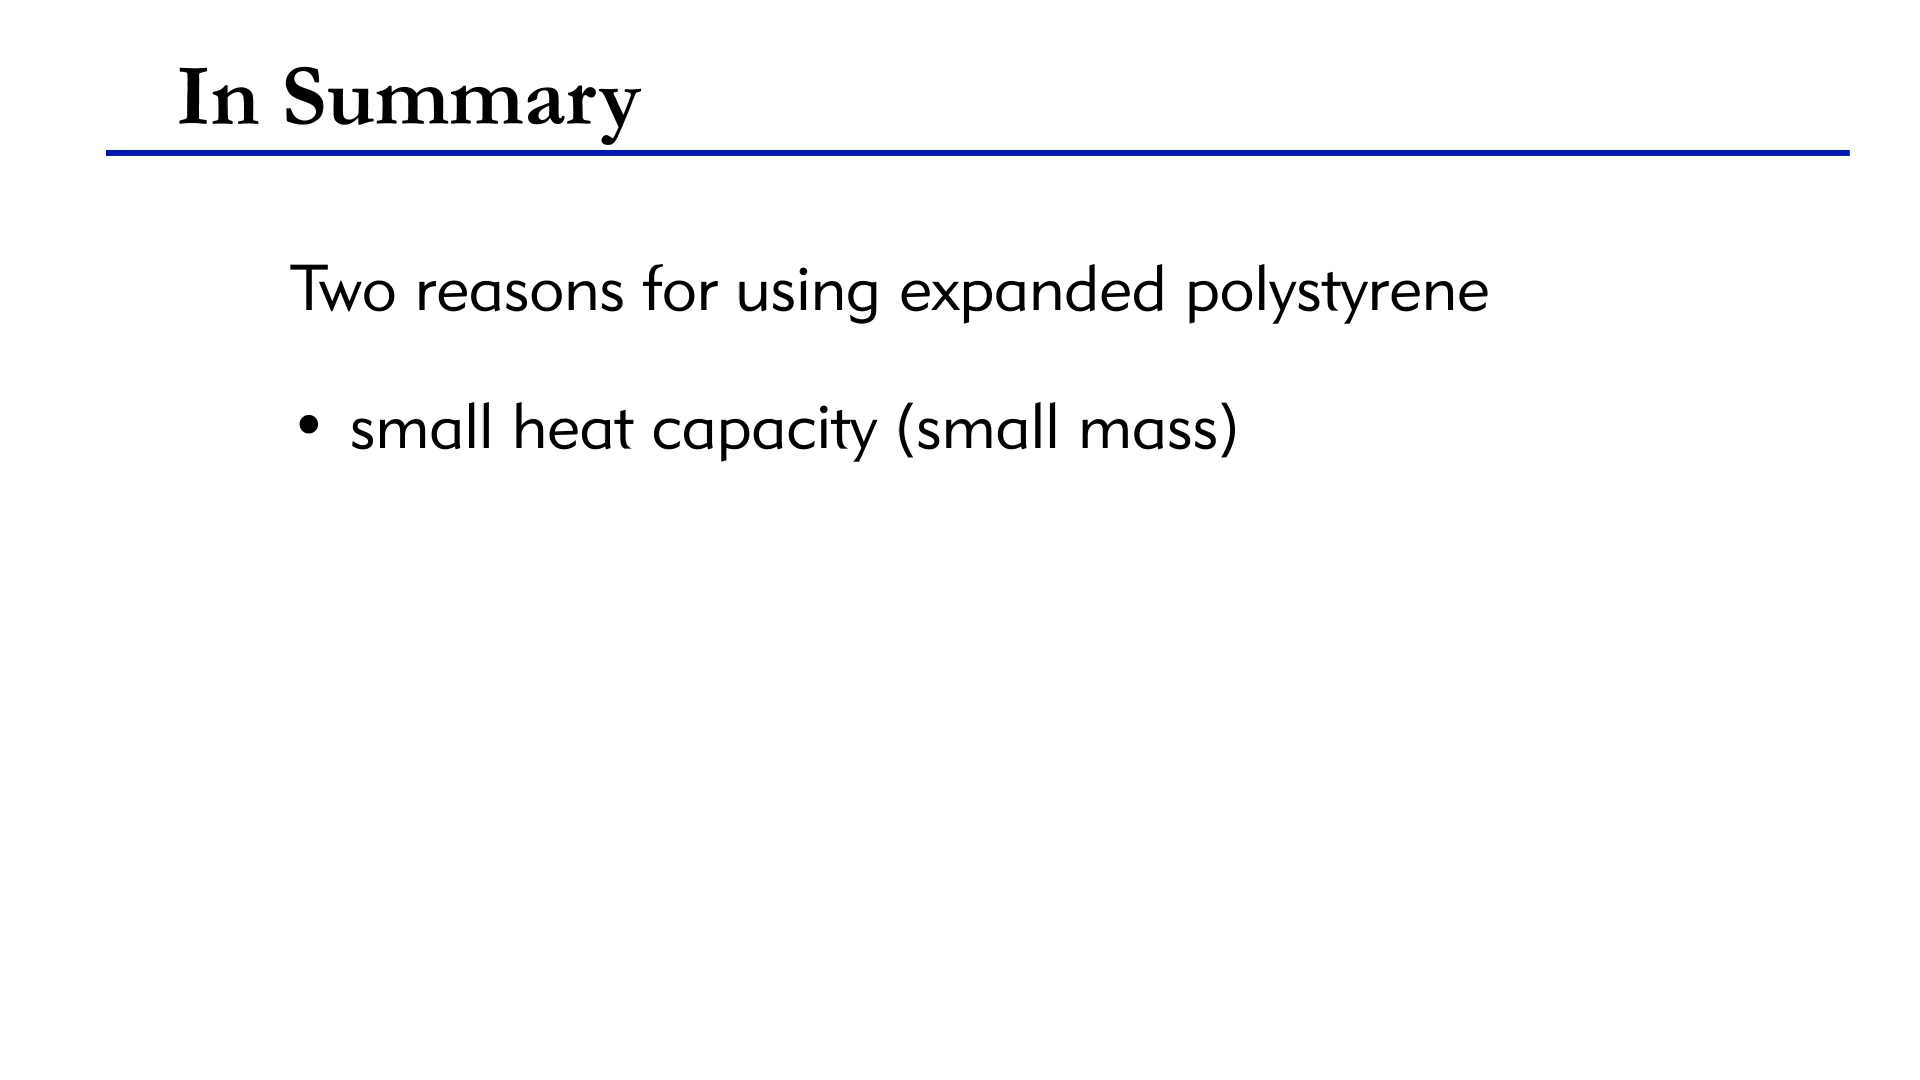 In Summary
Two reasons for using expanded polystyrene
• small heat capacity (small mass)